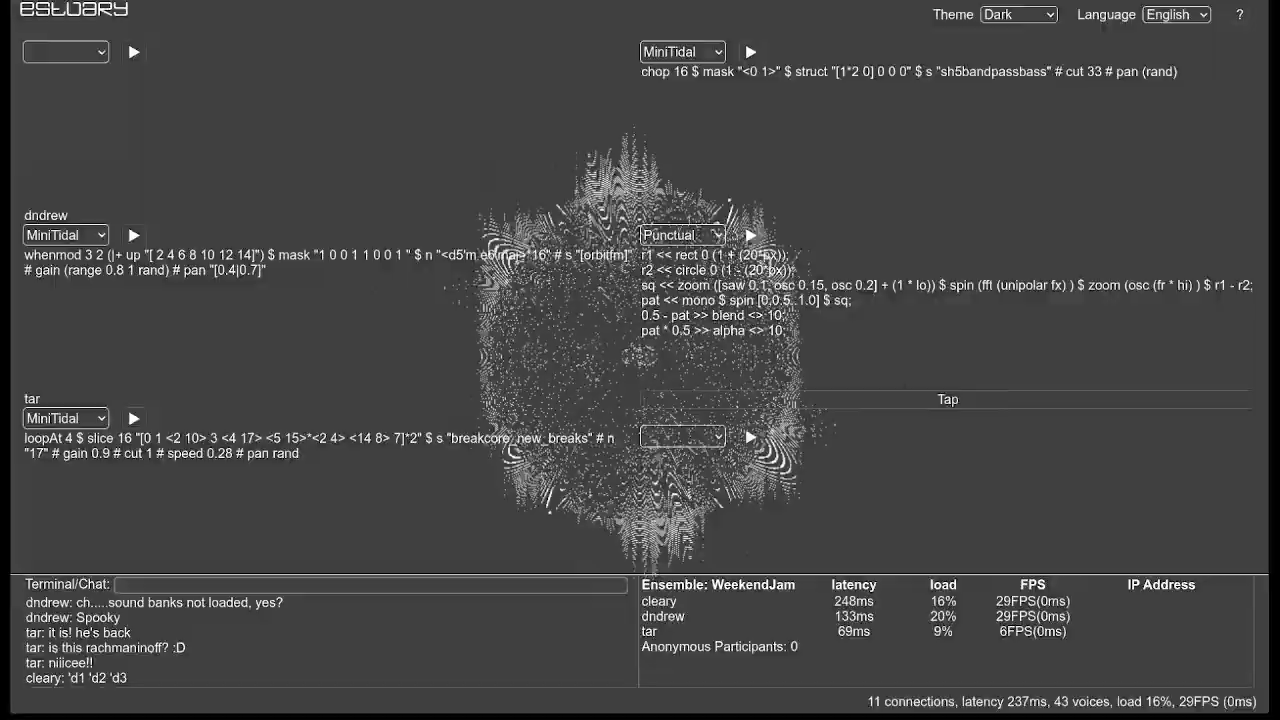 estuary
Theme Dark Language English ?
MiniTidal
chop 16 $ mask "<0 1>" $ struct "[1*2 0] 0 0 0" $ s "sh5bandpassbass" # cut 33 # pan (rand)
dndrew
MiniTidal
whenmod 3 2 (|+ up "[ 2 4 6 8 10 12 14]") $ mask "1 0 0 1 1 0 0 1 " $ n "<d5'm eb'maj>*16" # s "[orbitfm]"
# gain (range 0.8 1 rand) # pan "[0.4|0.7]"
Punctual
r1 << rect 0 (1 + (20*px));
r2 << circle 0 (1 - (20*px));
sq << zoom ([saw 0.1, osc 0.15, osc 0.2] + (1 * lo)) $ spin (ffl (unipolar fx) ) $ zoom (osc (fr * hi) ) $ r1 - r2;
pat << mono $ spin [0,0.5..1.0] $ sq;
0.5 - pat >> blend <> 10;
pat * 0.5 >> alpha <> 10;
tar
MiniTidal
loopAt 4 $ slice 16 "[0 1 <2 10> 3 <4 17> <5 15>*<2 4> <14 8> 7]*2" $ s "breakcore_new_breaks" # n
"17" # gain 0.9 # cut 1 # speed 0.28 # pan rand
Tap
Terminal/Chat:
dndrew: ch.....sound banks not loaded, yes?
dndrew: Spooky
tar: it is! he's back
tar: is this rachmaninoff? :D
tar: niiicee!!
cleary: 'd1 'd2 'd3
Ensemble: WeekendJam latency load FPS IP Address
cleary 248ms 16% 29FPS(0ms)
dndrew 133ms 20% 29FPS(0ms)
tar 69ms 9% 6FPS(0ms)
Anonymous Participants: 0
11 connections, latency 237ms, 43 voices, load 16%, 29FPS (0ms)